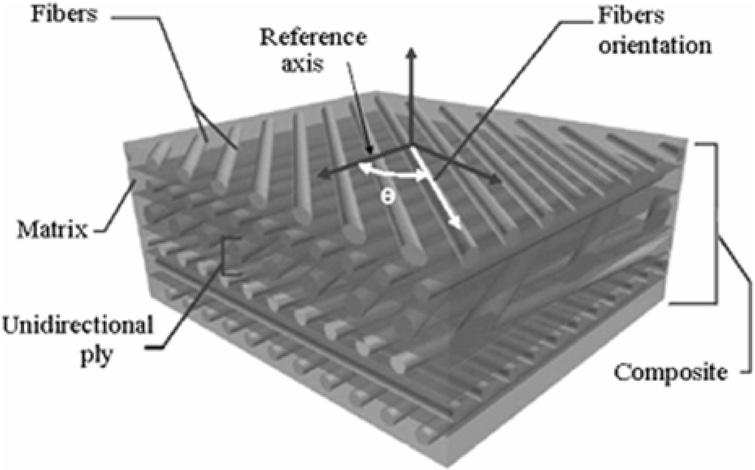 Fibers
Reference
axis
Fibers
orientation
θ
Matrix
Unidirectional
ply
Composite